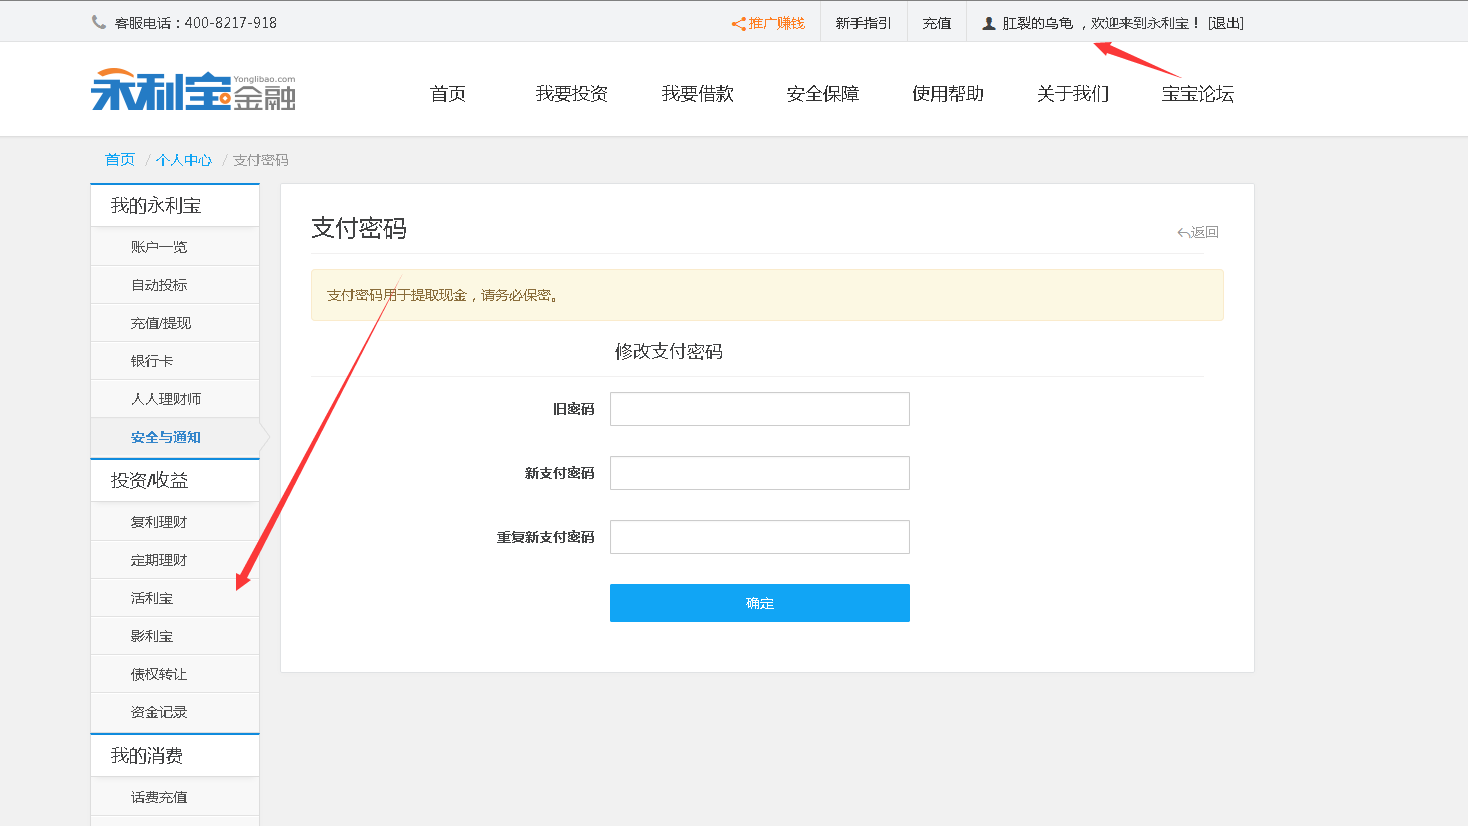 客服电话：400-8217-918
推广赚钱 新手指引 充值 肛裂的乌龟 ，欢迎来到永利宝！ [退出]
永利宝金融 Yonglibao.com
首页 我要投资 我要借款 安全保障 使用帮助 关于我们 宝宝论坛
首页 / 个人中心 / 支付密码
我的永利宝
账户一览
自动投标
充值/提现
银行卡
人人理财师
安全与通知
投资/收益
复利理财
定期理财
活利宝
影利宝
债权转让
资金记录
我的消费
话费充值
支付密码
返回
支付密码用于提取现金，请务必保密。
修改支付密码
旧密码
新支付密码
重复新支付密码
确定